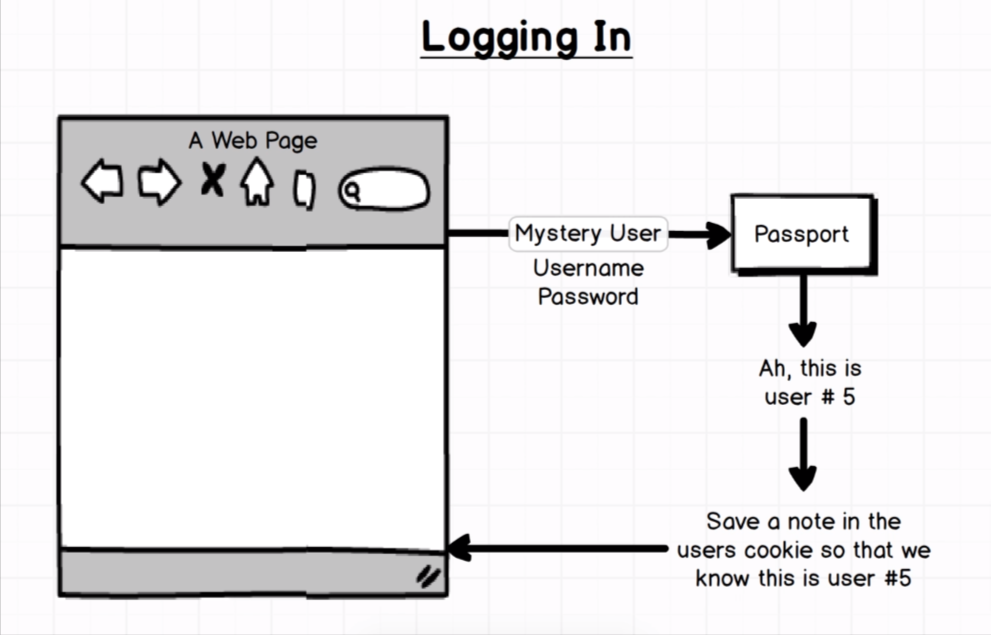 Logging In
A Web Page
Mystery User
Username
Password
Passport
Ah, this is
user # 5
Save a note in the
users cookie so that we
know this is user #5